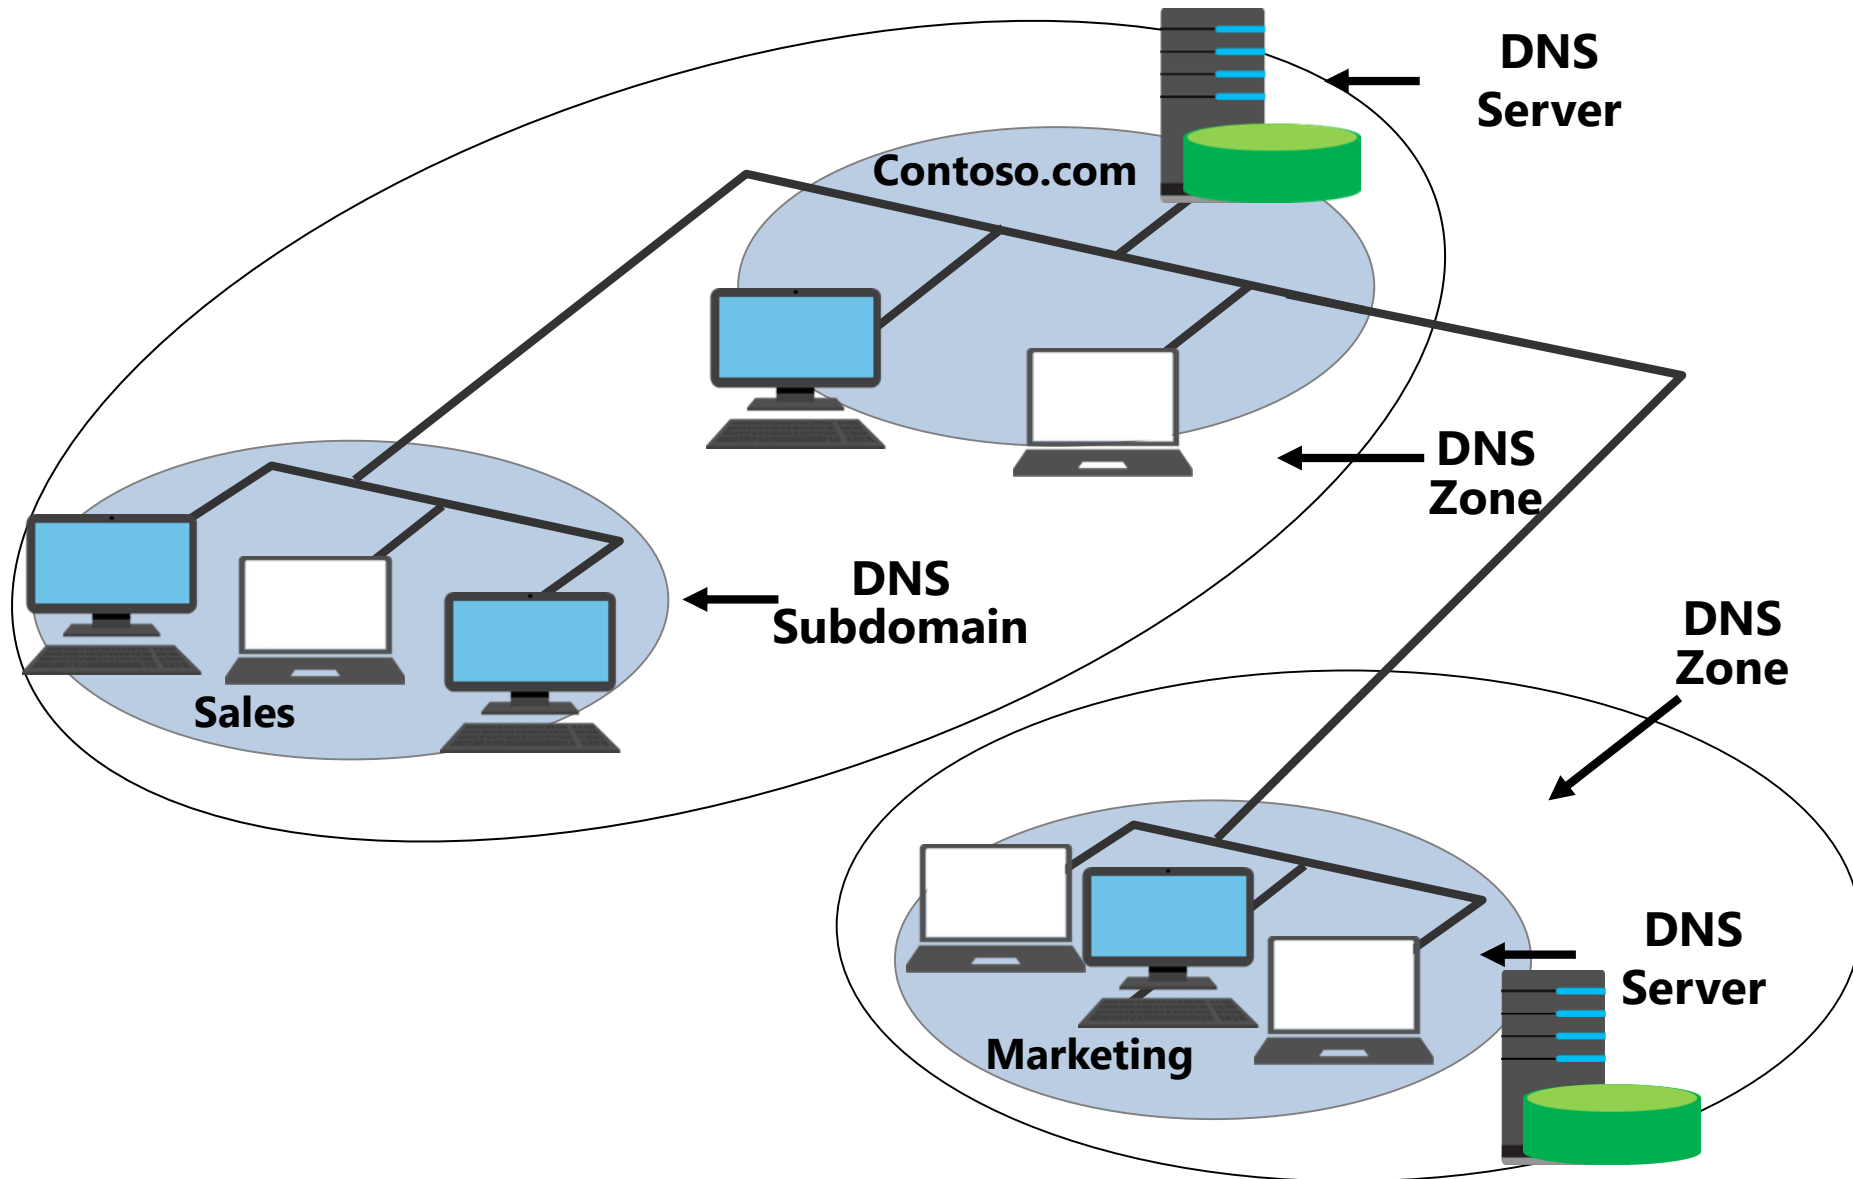 DNS
Server
Contoso.com
DNS
Zone
DNS
Subdomain
Sales
DNS
Zone
DNS
Server
Marketing